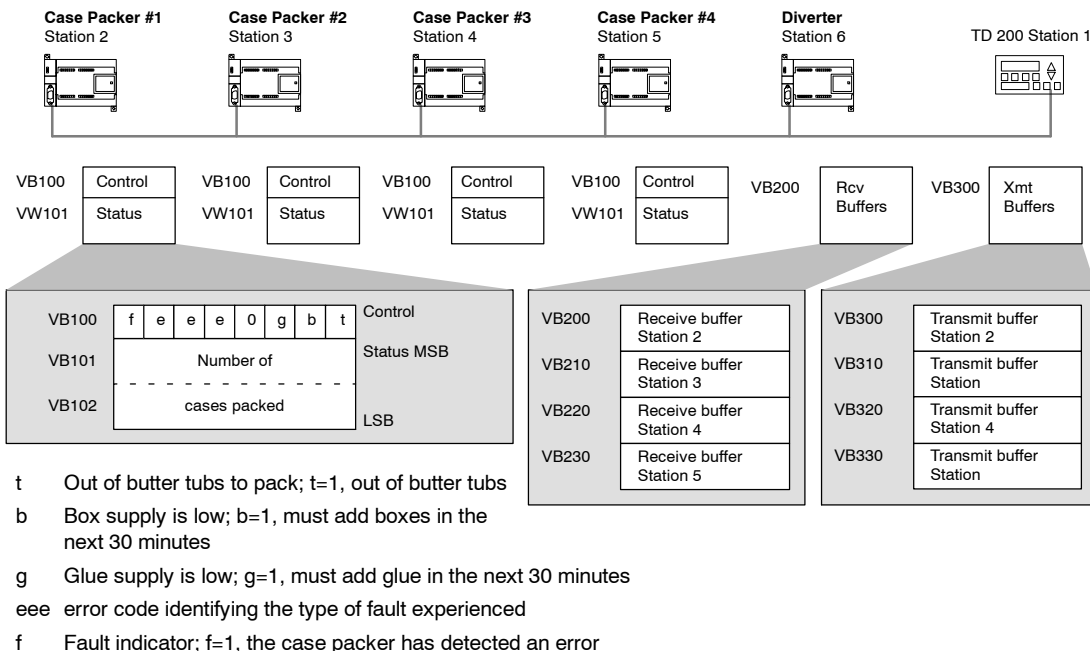 Case Packer #1 Case Packer #2 Case Packer #3 Case Packer #4 Diverter
Station 2 Station 3 Station 4 Station 5 Station 6 TD 200 Station 1
VB100 Control VB100 Control VB100 Control VB100 Control VB200 Rcv VB300 Xmt
Buffers Buffers
VW101 Status VW101 Status VW101 Status VW101 Status
VB100 f e e e 0 g b t Control
VB101 Number of Status MSB
VB102 cases packed
LSB
VB200 Receive buffer
Station 2
VB210 Receive buffer
Station 3
VB220 Receive buffer
Station 4
VB230 Receive buffer
Station 5
VB300 Transmit buffer
Station 2
VB310 Transmit buffer
Station
VB320 Transmit buffer
Station 4
VB330 Transmit buffer
Station
t Out of butter tubs to pack; t=1, out of butter tubs
b Box supply is low; b=1, must add boxes in the
next 30 minutes
g Glue supply is low; g=1, must add glue in the next 30 minutes
eee error code identifying the type of fault experienced
f Fault indicator; f=1, the case packer has detected an error